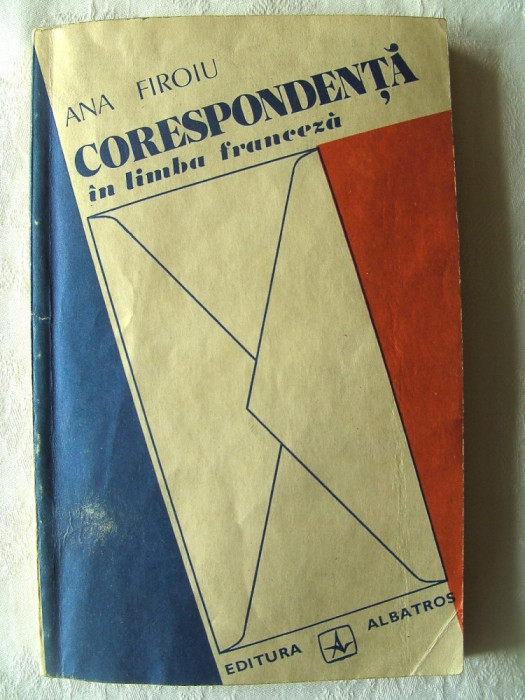 ANA FIROIU
CORESPONDENȚĂ
în limba franceză
EDITURA ALBATROS